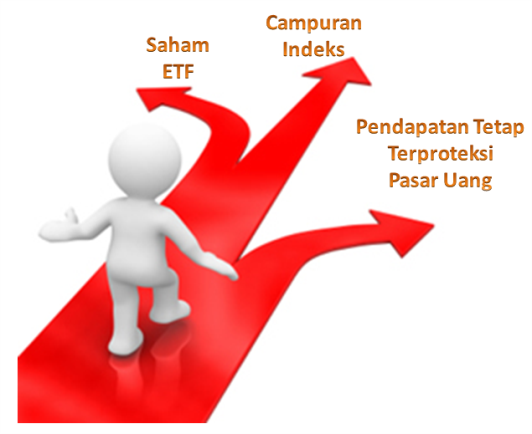 Saham
ETF
Campuran
Indeks
Pendapatan Tetap
Terproteksi
Pasar Uang